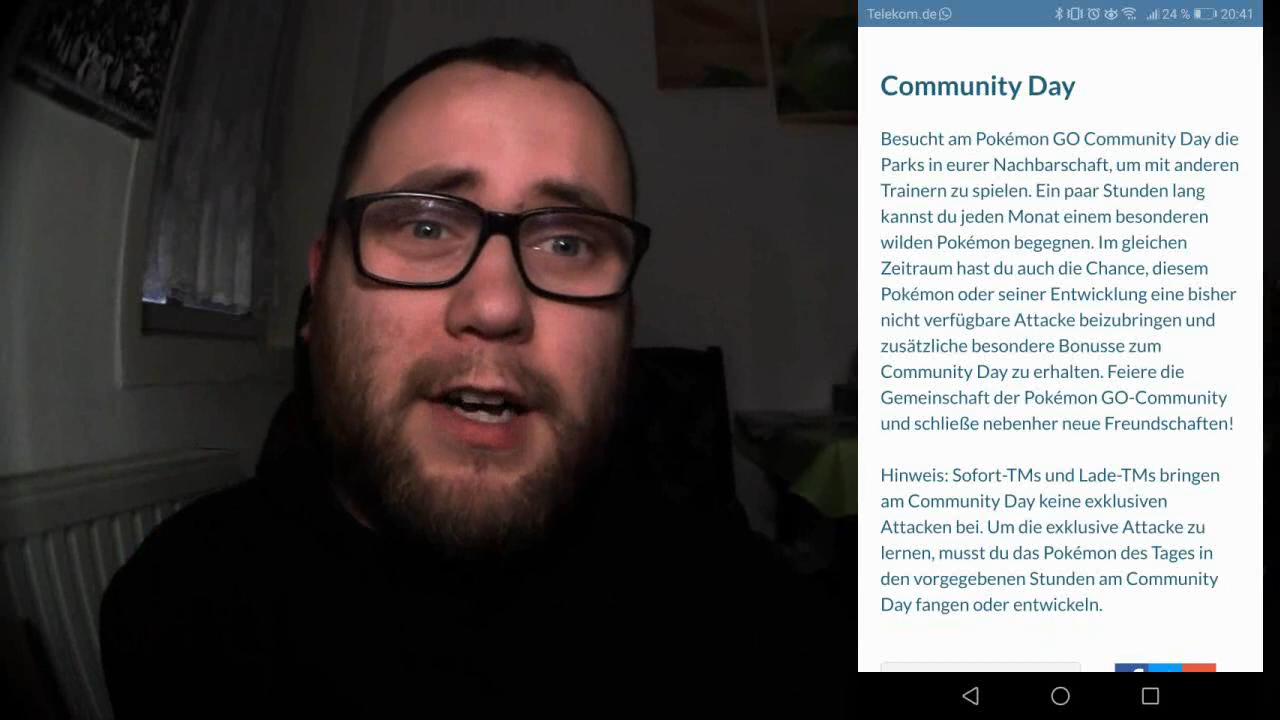 Telekom.de
24 %
20:41
Community Day
Besucht am Pokémon GO Community Day die
Parks in eurer Nachbarschaft, um mit anderen
Trainern zu spielen. Ein paar Stunden lang
kannst du jeden Monat einem besonderen
wilden Pokémon begegnen. Im gleichen
Zeitraum hast du auch die Chance, diesem
Pokémon oder seiner Entwicklung eine bisher
nicht verfügbare Attacke beizubringen und
zusätzliche besondere Bonusse zum
Community Day zu erhalten. Feiere die
Gemeinschaft der Pokémon GO-Community
und schließe nebenher neue Freundschaften!
Hinweis: Sofort-TMs und Lade-TMs bringen
am Community Day keine exklusiven
Attacken bei. Um die exklusive Attacke zu
lernen, musst du das Pokémon des Tages in
den vorgegebenen Stunden am Community
Day fangen oder entwickeln.